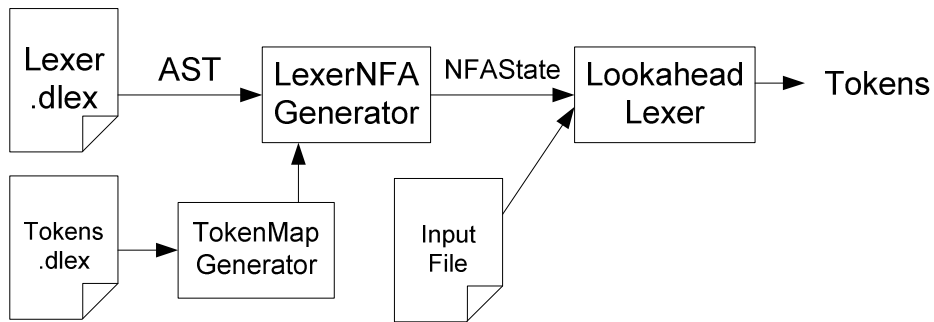 Lexer
.dlex
AST
LexerNFA
Generator
NFAState
Lookahead
Lexer
Tokens
Tokens
.dlex
TokenMap
Generator
Input
File